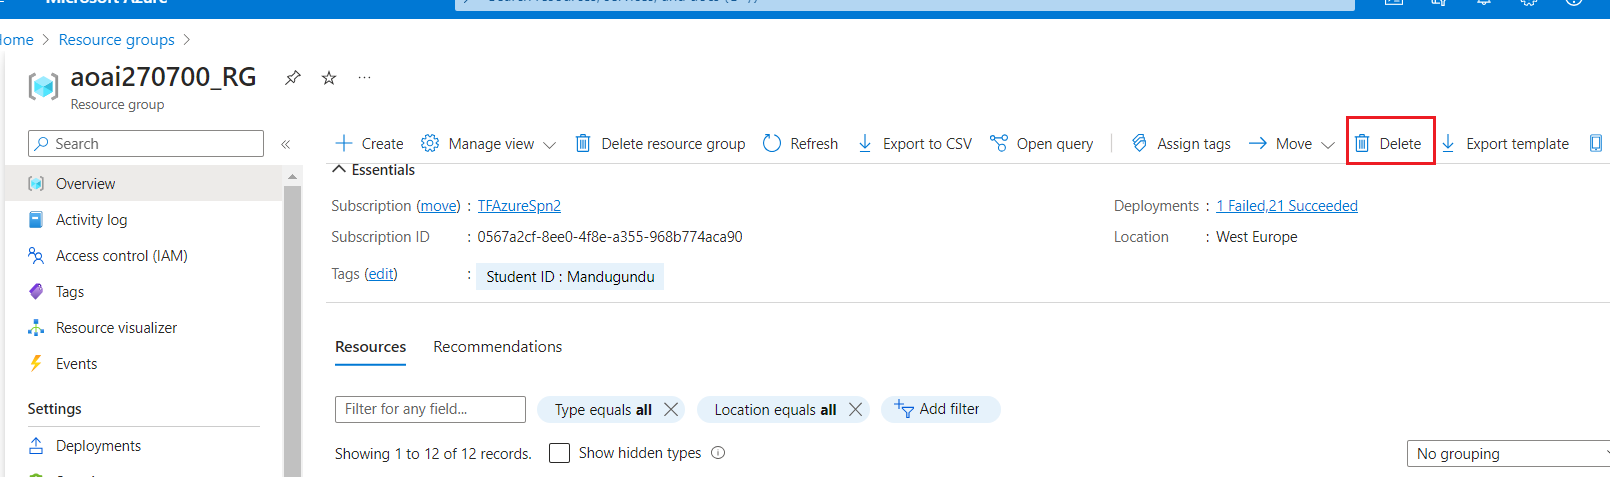 Microsoft Azure
Home > Resource groups >
aoai270700_RG
Resource group
Search
Create Manage view Delete resource group Refresh Export to CSV Open query Assign tags Move Delete Export template
Overview
Activity log
Access control (IAM)
Tags
Resource visualizer
Events
Settings
Deployments
Essentials
Subscription (move) : TFAzureSpn2
Subscription ID : 0567a2cf-8ee0-4f8e-a355-968b774aca90
Tags (edit) : Student ID : Mandugundu
Deployments : 1 Failed,21 Succeeded
Location : West Europe
Resources Recommendations
Filter for any field... Type equals all Location equals all Add filter
Showing 1 to 12 of 12 records. Show hidden types
No grouping